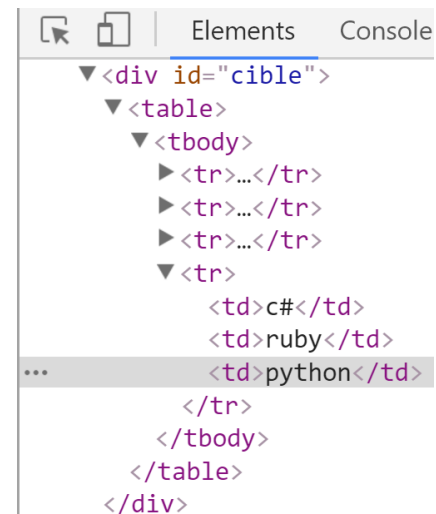 Elements Console
<div id="cible">
<table>
<tbody>
<tr>…</tr>
<tr>…</tr>
<tr>…</tr>
<tr>
<td>c#</td>
<td>ruby</td>
<td>python</td>
</tr>
</tbody>
</table>
</div>